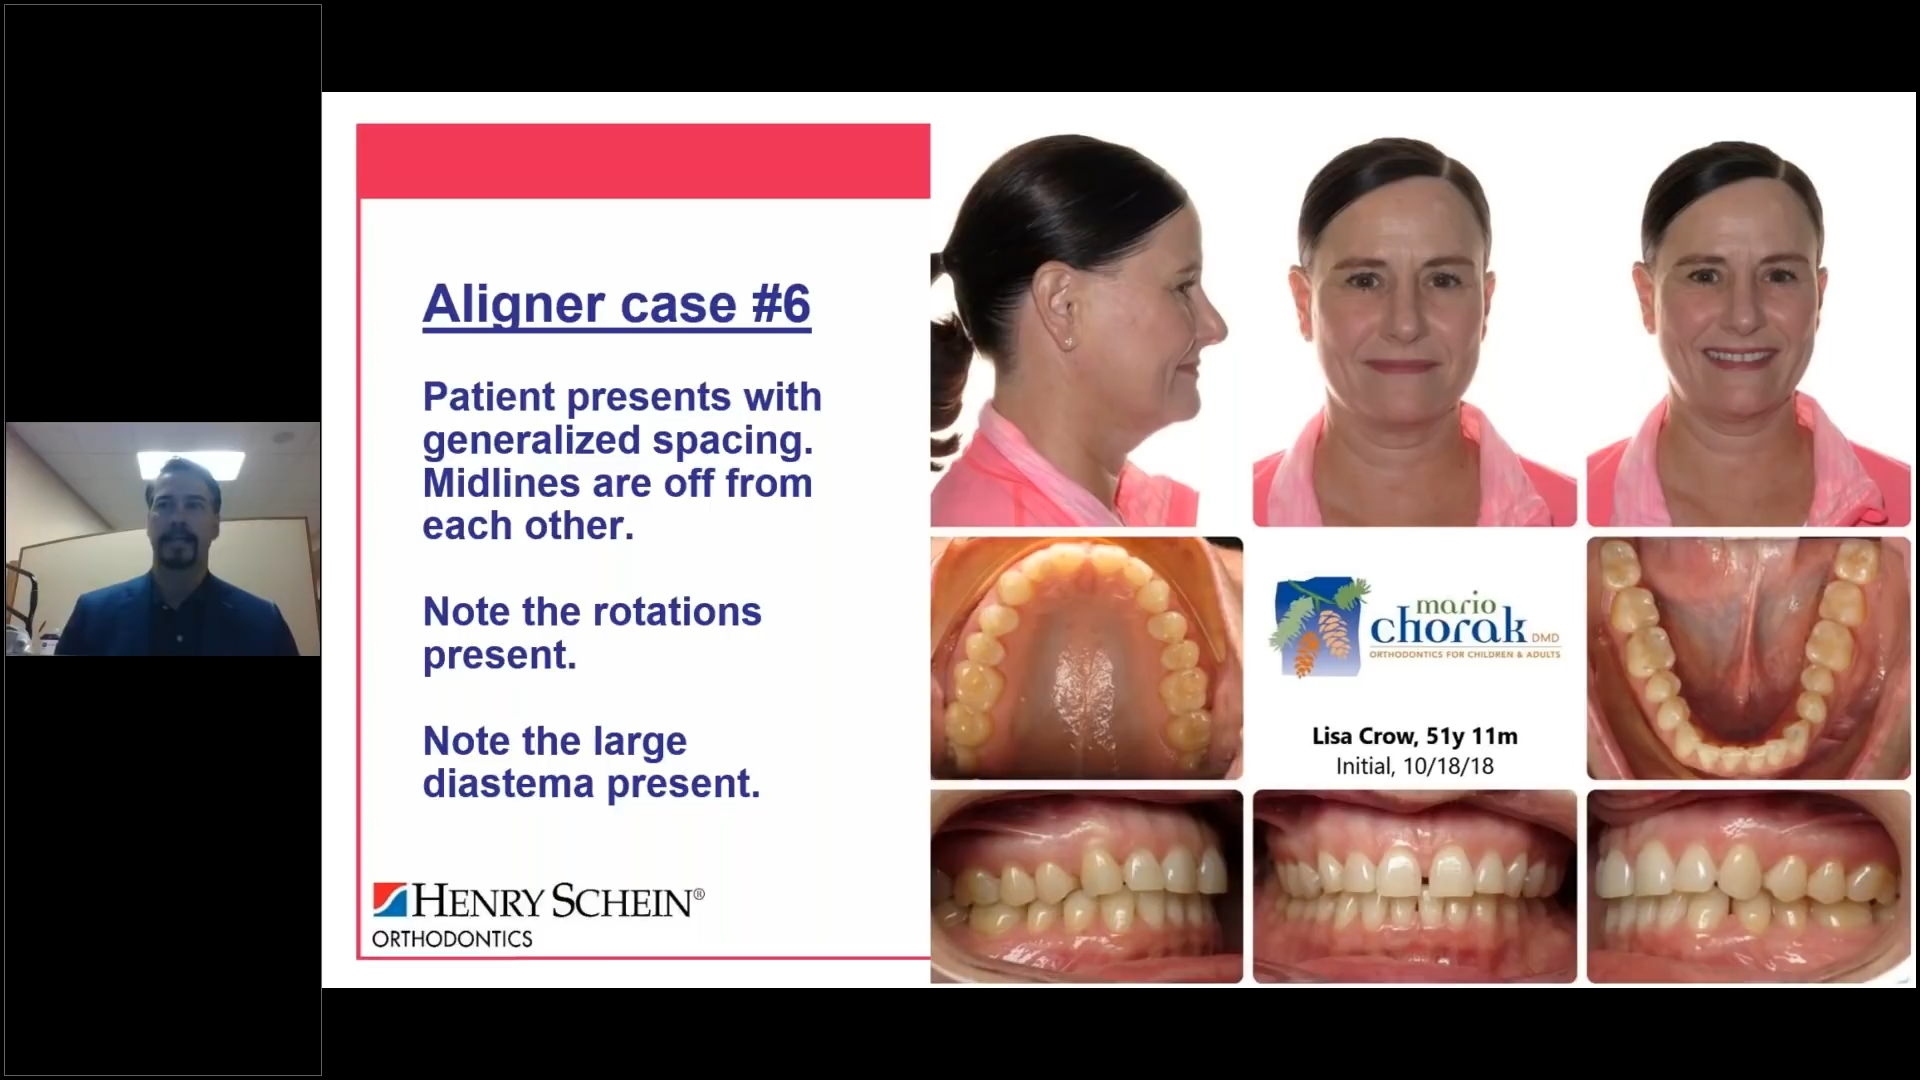 Aligner case #6
Patient presents with
generalized spacing.
Midlines are off from
each other.
Note the rotations
present.
Note the large
diastema present.
HENRY SCHEIN®
ORTHODONTICS
mario
chorak DMD
ORTHODONTICS FOR CHILDREN & ADULTS
Lisa Crow, 51y 11m
Initial, 10/18/18